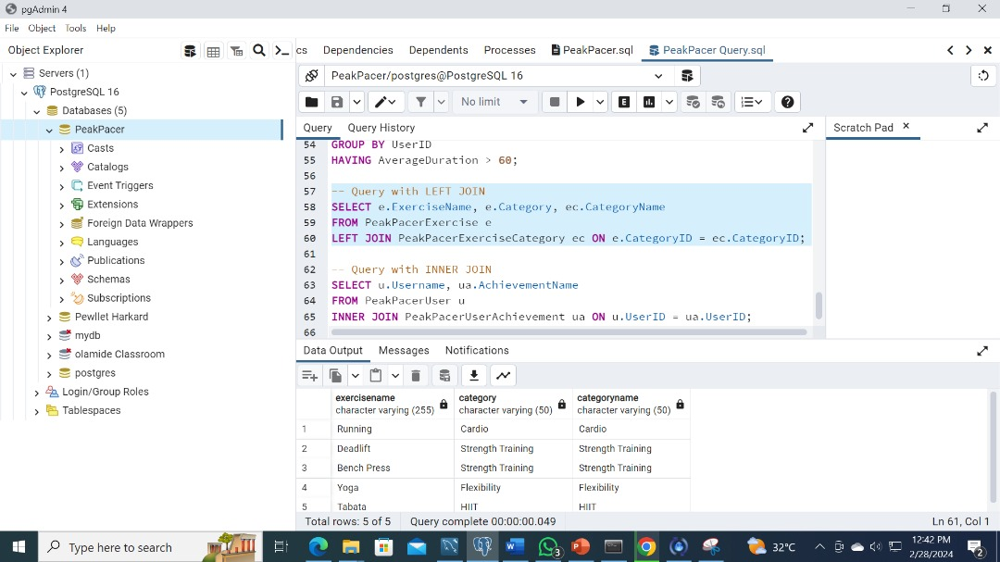 pgAdmin 4
File Object Tools Help
Object Explorer
cs Dependencies Dependents Processes PeakPacer.sql PeakPacer Query.sql
Servers (1)
PostgreSQL 16
Databases (5)
PeakPacer
Casts
Catalogs
Event Triggers
Extensions
Foreign Data Wrappers
Languages
Publications
Schemas
Subscriptions
Pewllet Harkard
mydb
olamide Classroom
postgres
Login/Group Roles
Tablespaces
PeakPacer/postgres@PostgreSQL 16
No limit
E
Query Query History
Scratch Pad
54 GROUP BY UserID
55 HAVING AverageDuration > 60;
56
57 -- Query with LEFT JOIN
58 SELECT e.ExerciseName, e.Category, ec.CategoryName
59 FROM PeakPacerExercise e
60 LEFT JOIN PeakPacerExerciseCategory ec ON e.CategoryID = ec.CategoryID;
61
62 -- Query with INNER JOIN
63 SELECT u.Username, ua.AchievementName
64 FROM PeakPacerUser u
65 INNER JOIN PeakPacerUserAchievement ua ON u.UserID = ua.UserID;
66
Data Output Messages Notifications
exercisename category categoryname
character varying (255) character varying (50) character varying (50)
1 Running Cardio Cardio
2 Deadlift Strength Training Strength Training
3 Bench Press Strength Training Strength Training
4 Yoga Flexibility Flexibility
5 Tabata HIIT HIIT
Total rows: 5 of 5 Query complete 00:00:00.049 Ln 61, Col 1
Type here to search
3
32°C
12:42 PM
2/28/2024
2